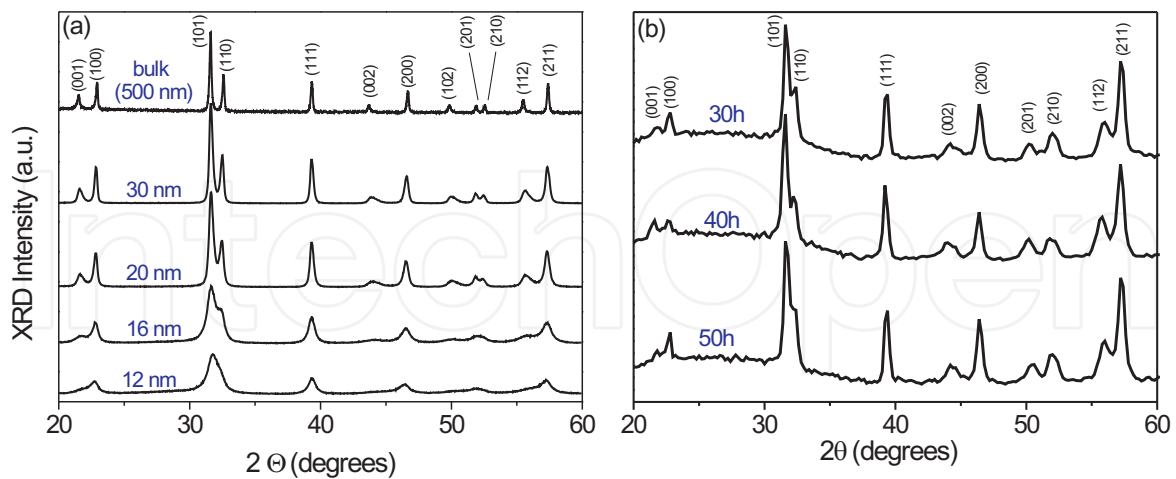 (a)
(001)
(100)
bulk
(500 nm)
(101)
(110)
(111)
(002)
(200)
(102)
(201)
(210)
(112)
(211)
30 nm
20 nm
16 nm
12 nm
XRD Intensity (a.u.)
20 30 40 50 60
2 Θ (degrees)
(b)
(001)
(100)
(101)
(110)
(111)
(002)
(200)
(201)
(210)
(112)
(211)
30h
40h
50h
20 30 40 50 60
2θ (degrees)
IntechOpen